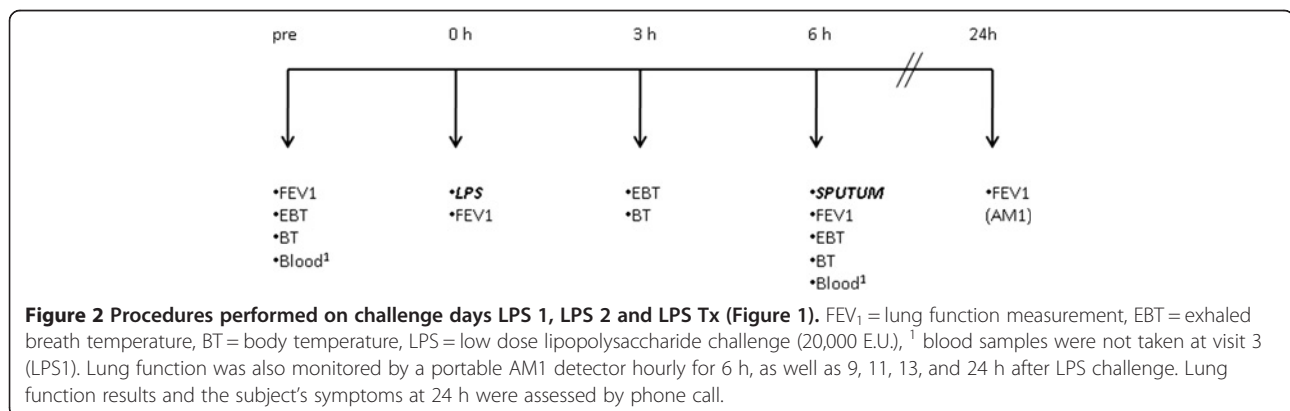 pre 0 h 3 h 6 h 24h
•FEV1 •LPS •EBT •SPUTUM •FEV1
•EBT •FEV1 •BT •FEV1 (AM1)
•BT •EBT
•Blood¹ •BT
•Blood¹
Figure 2 Procedures performed on challenge days LPS 1, LPS 2 and LPS Tx (Figure 1). FEV₁ = lung function measurement, EBT = exhaled
breath temperature, BT = body temperature, LPS = low dose lipopolysaccharide challenge (20,000 E.U.), ¹ blood samples were not taken at visit 3
(LPS1). Lung function was also monitored by a portable AM1 detector hourly for 6 h, as well as 9, 11, 13, and 24 h after LPS challenge. Lung
function results and the subject's symptoms at 24 h were assessed by phone call.